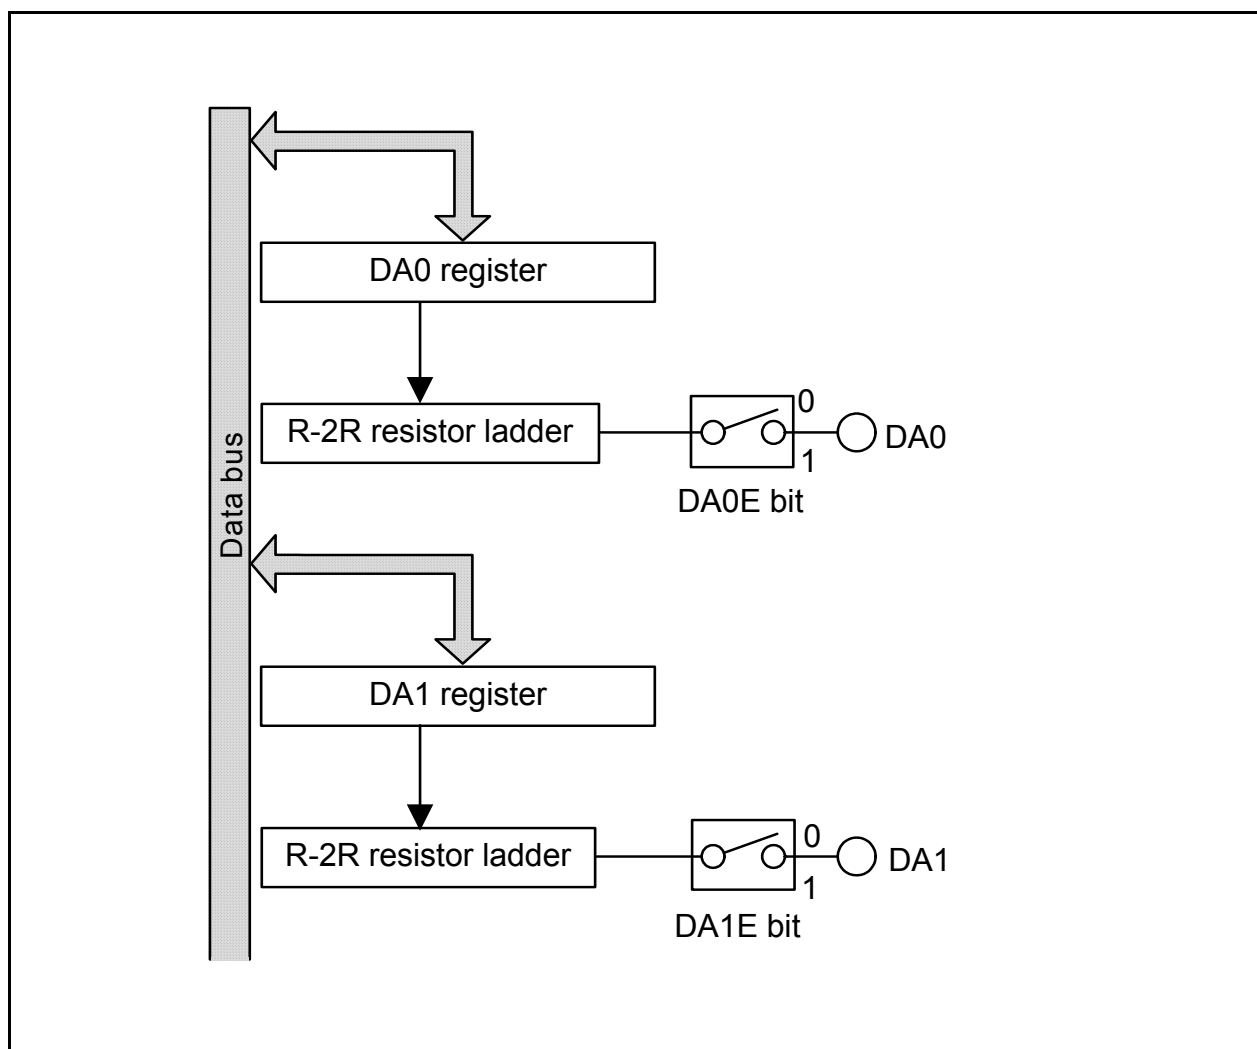 Data bus
DA0 register
R-2R resistor ladder
0
1
DA0
DA0E bit
DA1 register
R-2R resistor ladder
0
1
DA1
DA1E bit